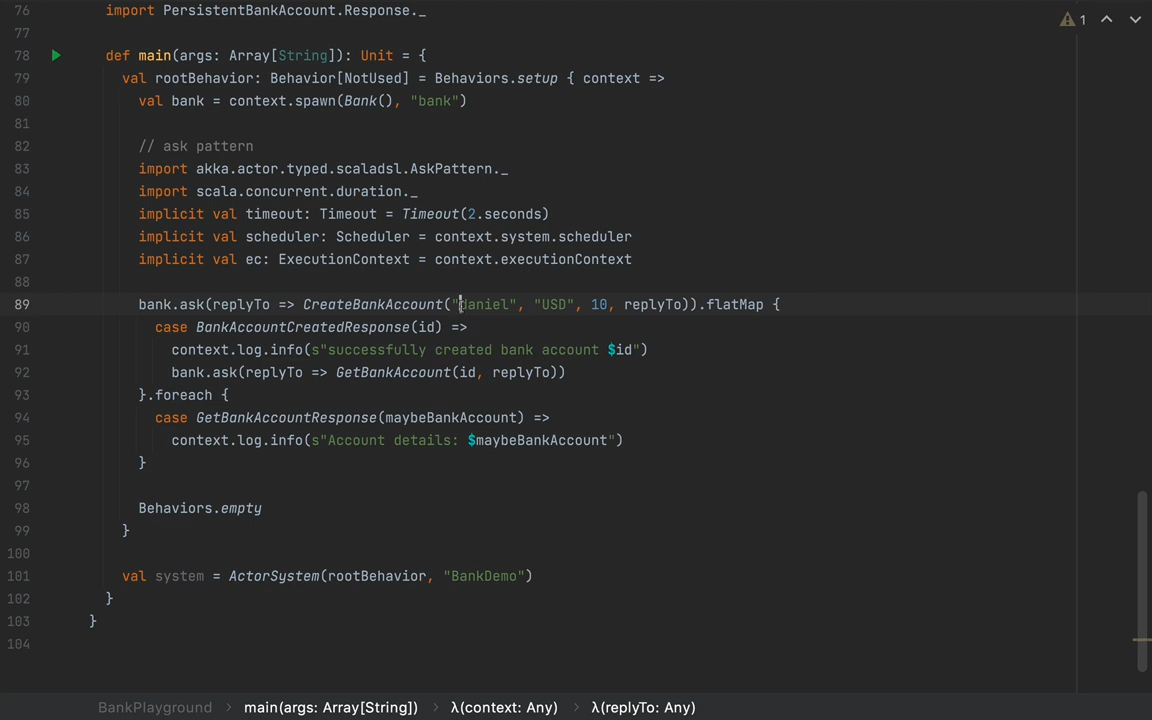 76 import PersistentBankAccount.Response._
1
77
78 def main(args: Array[String]): Unit = {
79 val rootBehavior: Behavior[NotUsed] = Behaviors.setup { context =>
80 val bank = context.spawn(Bank(), "bank")
81
82 // ask pattern
83 import akka.actor.typed.scaladsl.AskPattern._
84 import scala.concurrent.duration._
85 implicit val timeout: Timeout = Timeout(2.seconds)
86 implicit val scheduler: Scheduler = context.system.scheduler
87 implicit val ec: ExecutionContext = context.executionContext
88
89 bank.ask(replyTo => CreateBankAccount("daniel", "USD", 10, replyTo)).flatMap {
90 case BankAccountCreatedResponse(id) =>
91 context.log.info(s"successfully created bank account $id")
92 bank.ask(replyTo => GetBankAccount(id, replyTo))
93 }.foreach {
94 case GetBankAccountResponse(maybeBankAccount) =>
95 context.log.info(s"Account details: $maybeBankAccount")
96 }
97
98 Behaviors.empty
99 }
100
101 val system = ActorSystem(rootBehavior, "BankDemo")
102 }
103 }
104
BankPlayground > main(args: Array[String]) > λ(context: Any) > λ(replyTo: Any)